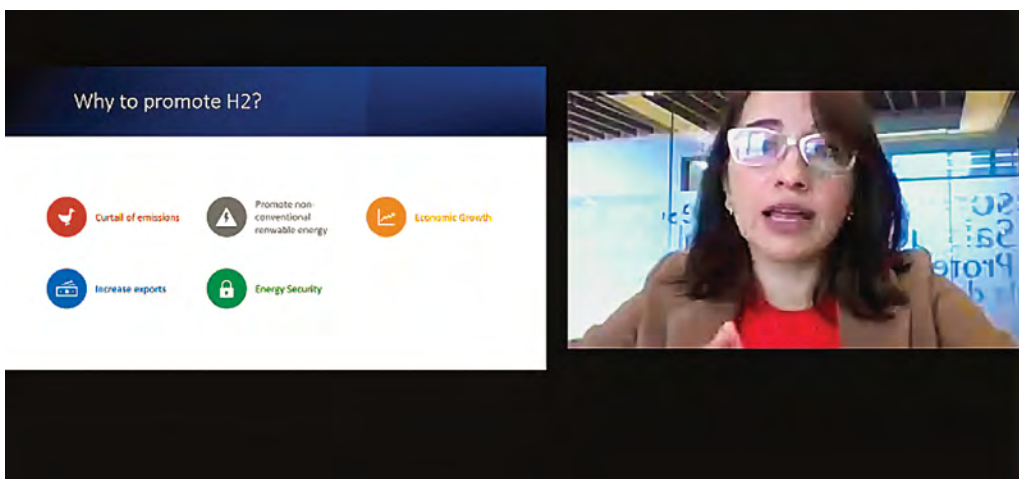 Why to promote H2?
Curtail of emissions
Promote non-
conventional
renwable energy
Economic Growth
Increase exports
Energy Security